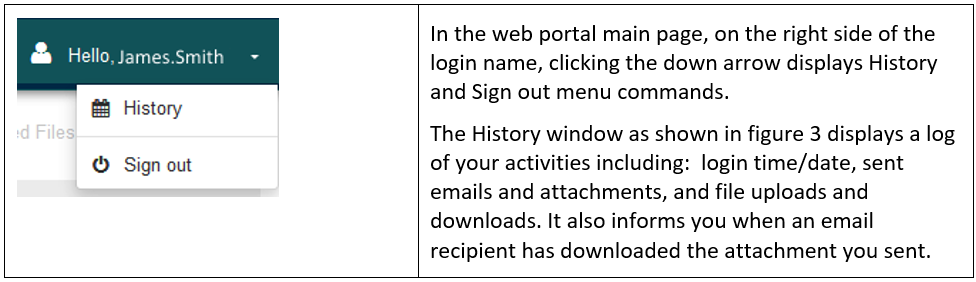 Hello, James.Smith
History
ed Files
Sign out
In the web portal main page, on the right side of the
login name, clicking the down arrow displays History
and Sign out menu commands.
The History window as shown in figure 3 displays a log
of your activities including:  login time/date, sent
emails and attachments, and file uploads and
downloads. It also informs you when an email
recipient has downloaded the attachment you sent.